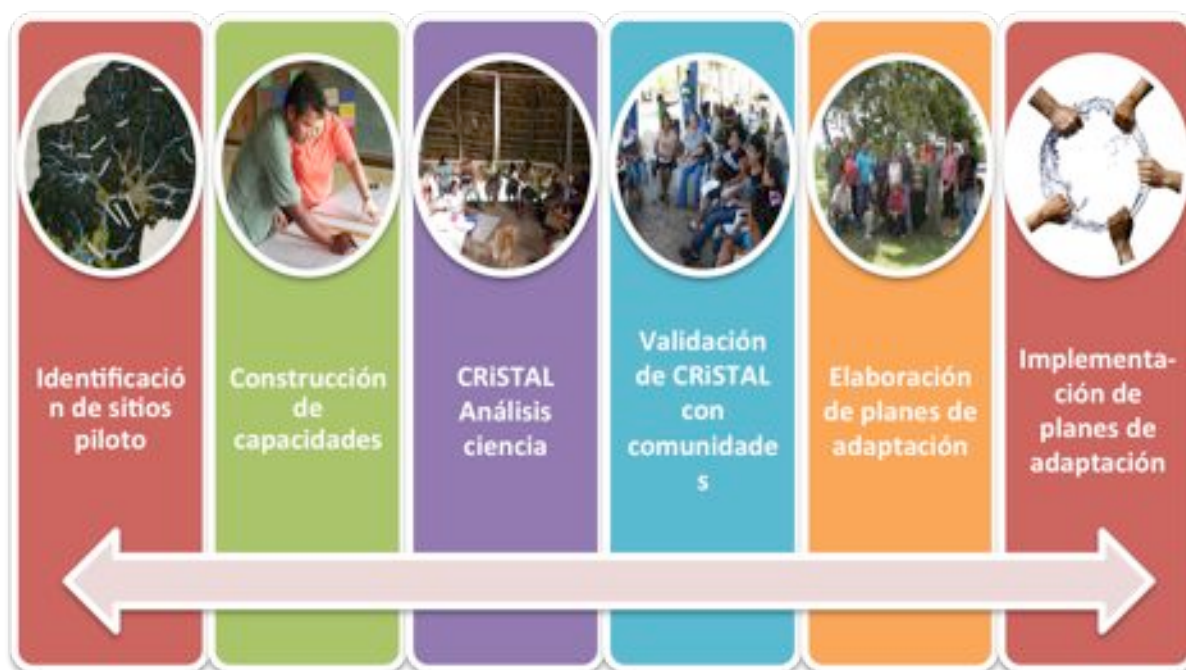 Identificació
n de sitios
piloto
Construcción
de
capacidades
CRiSTAL
Análisis
ciencia
Validación
de CRiSTAL
con
comunidade
s
Elaboración
de planes de
adaptación
Implementa-
ción de
planes de
adaptación